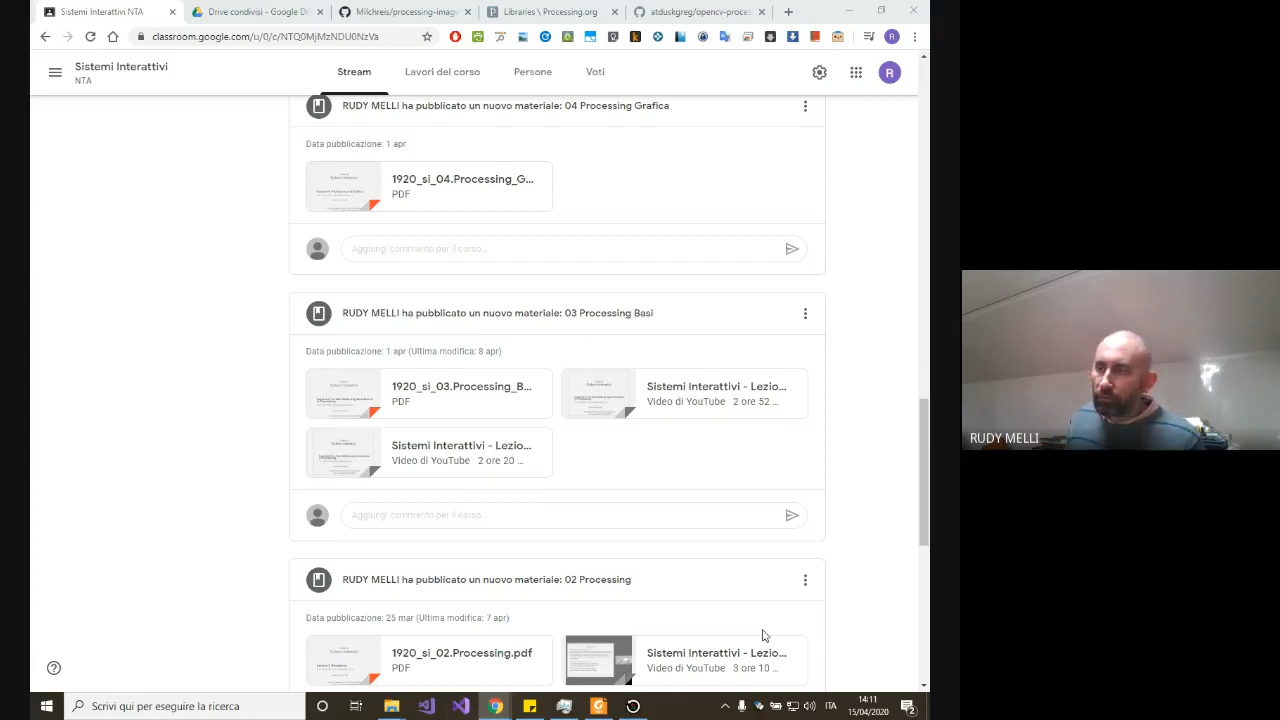 Sistemi Interattivi NTA
Drive condivisi - Google Dr
Milchreis/processing-imag
Libraries \ Processing.org
atduskgreg/opencv-proce
classroom.google.com/u/0/c/NTQ0MjMzNDU0NzVa
Sistemi Interattivi
NTA
Stream
Lavori del corso
Persone
Voti
R
RUDY MELLI ha pubblicato un nuovo materiale: 04 Processing Grafica
Data pubblicazione: 1 apr
1920_si_04.Processing_G...
PDF
Aggiungi commento per il corso...
RUDY MELLI ha pubblicato un nuovo materiale: 03 Processing Basi
Data pubblicazione: 1 apr (Ultima modifica: 8 apr)
1920_si_03.Processing_B...
PDF
Sistemi Interattivi - Lezio...
Video di YouTube 2 ore 52 ...
Sistemi Interattivi - Lezio...
Video di YouTube 2 ore 20 ...
Aggiungi commento per il corso...
RUDY MELLI ha pubblicato un nuovo materiale: 02 Processing
Data pubblicazione: 25 mar (Ultima modifica: 7 apr)
1920_si_02.Processing.pdf
PDF
Sistemi Interattivi - Lezio...
Video di YouTube 3 ore 10 ...
RUDY MELLI
Scrivi qui per eseguire la ricerca
ITA
14:11
15/04/2020
2